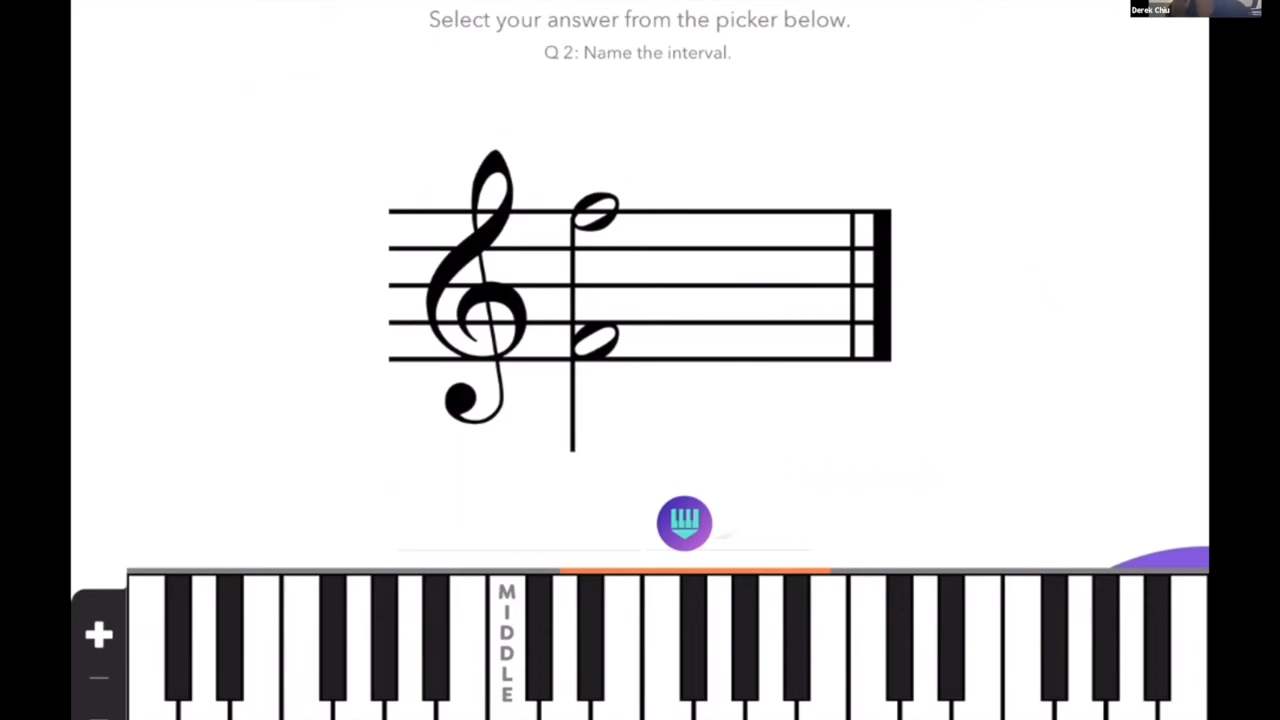 Select your answer from the picker below.
Derek Chiu
Q 2: Name the interval.
MIDDLE